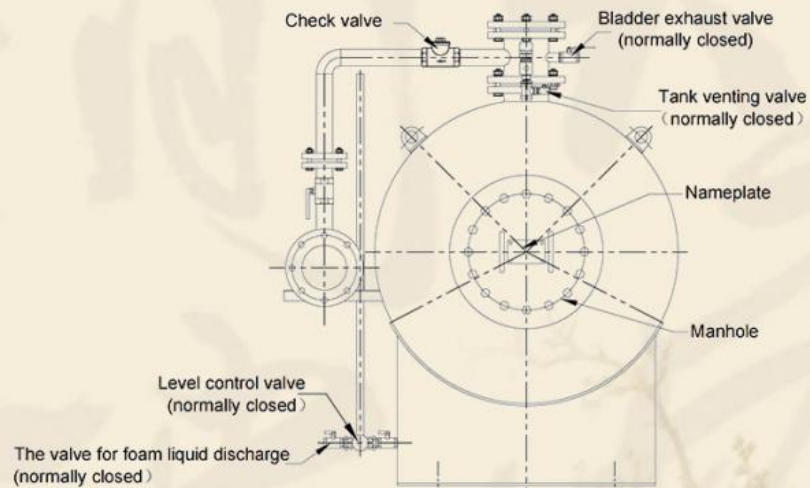 Check valve
Bladder exhaust valve
(normally closed)
Tank venting valve
（normally closed）
Nameplate
Manhole
Level control valve
(normally closed）
The valve for foam liquid discharge
(normally closed）